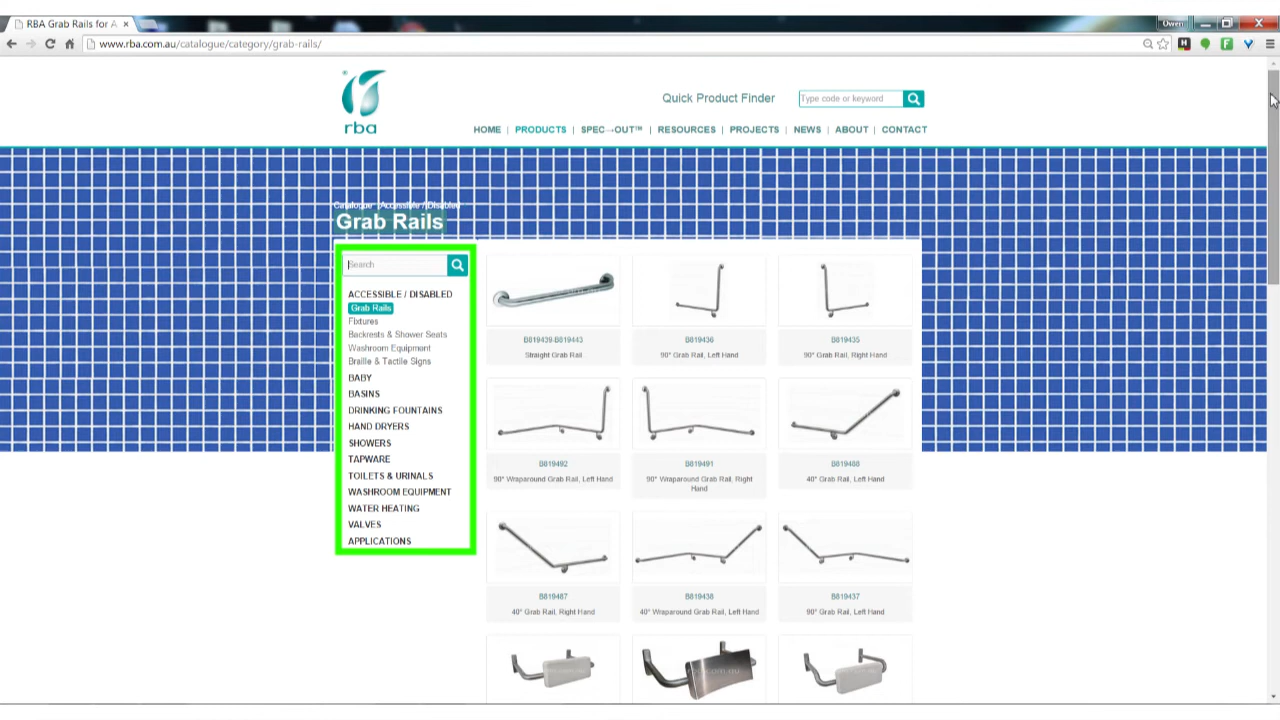 RBA Grab Rails for A
Owen
www.rba.com.au/catalogue/category/grab-rails/
rba
Quick Product Finder
Type code or keyword
HOME | PRODUCTS | SPEC→OUT™ | RESOURCES | PROJECTS | NEWS | ABOUT | CONTACT
Catalogue / Accessible / Disabled
Grab Rails
Search
ACCESSIBLE / DISABLED
Grab Rails
Fixtures
Backrests & Shower Seats
Washroom Equipment
Braille & Tactile Signs
BABY
BASINS
DRINKING FOUNTAINS
HAND DRYERS
SHOWERS
TAPWARE
TOILETS & URINALS
WASHROOM EQUIPMENT
WATER HEATING
VALVES
APPLICATIONS
B819439-B819443
Straight Grab Rail
B819436
90° Grab Rail, Left Hand
B819435
90° Grab Rail, Right Hand
B819492
90° Wraparound Grab Rail, Left Hand
B819491
90° Wraparound Grab Rail, Right
Hand
B819488
40° Grab Rail, Left Hand
B819487
40° Grab Rail, Right Hand
B819438
40° Wraparound Grab Rail, Left Hand
B819437
90° Grab Rail, Left Hand